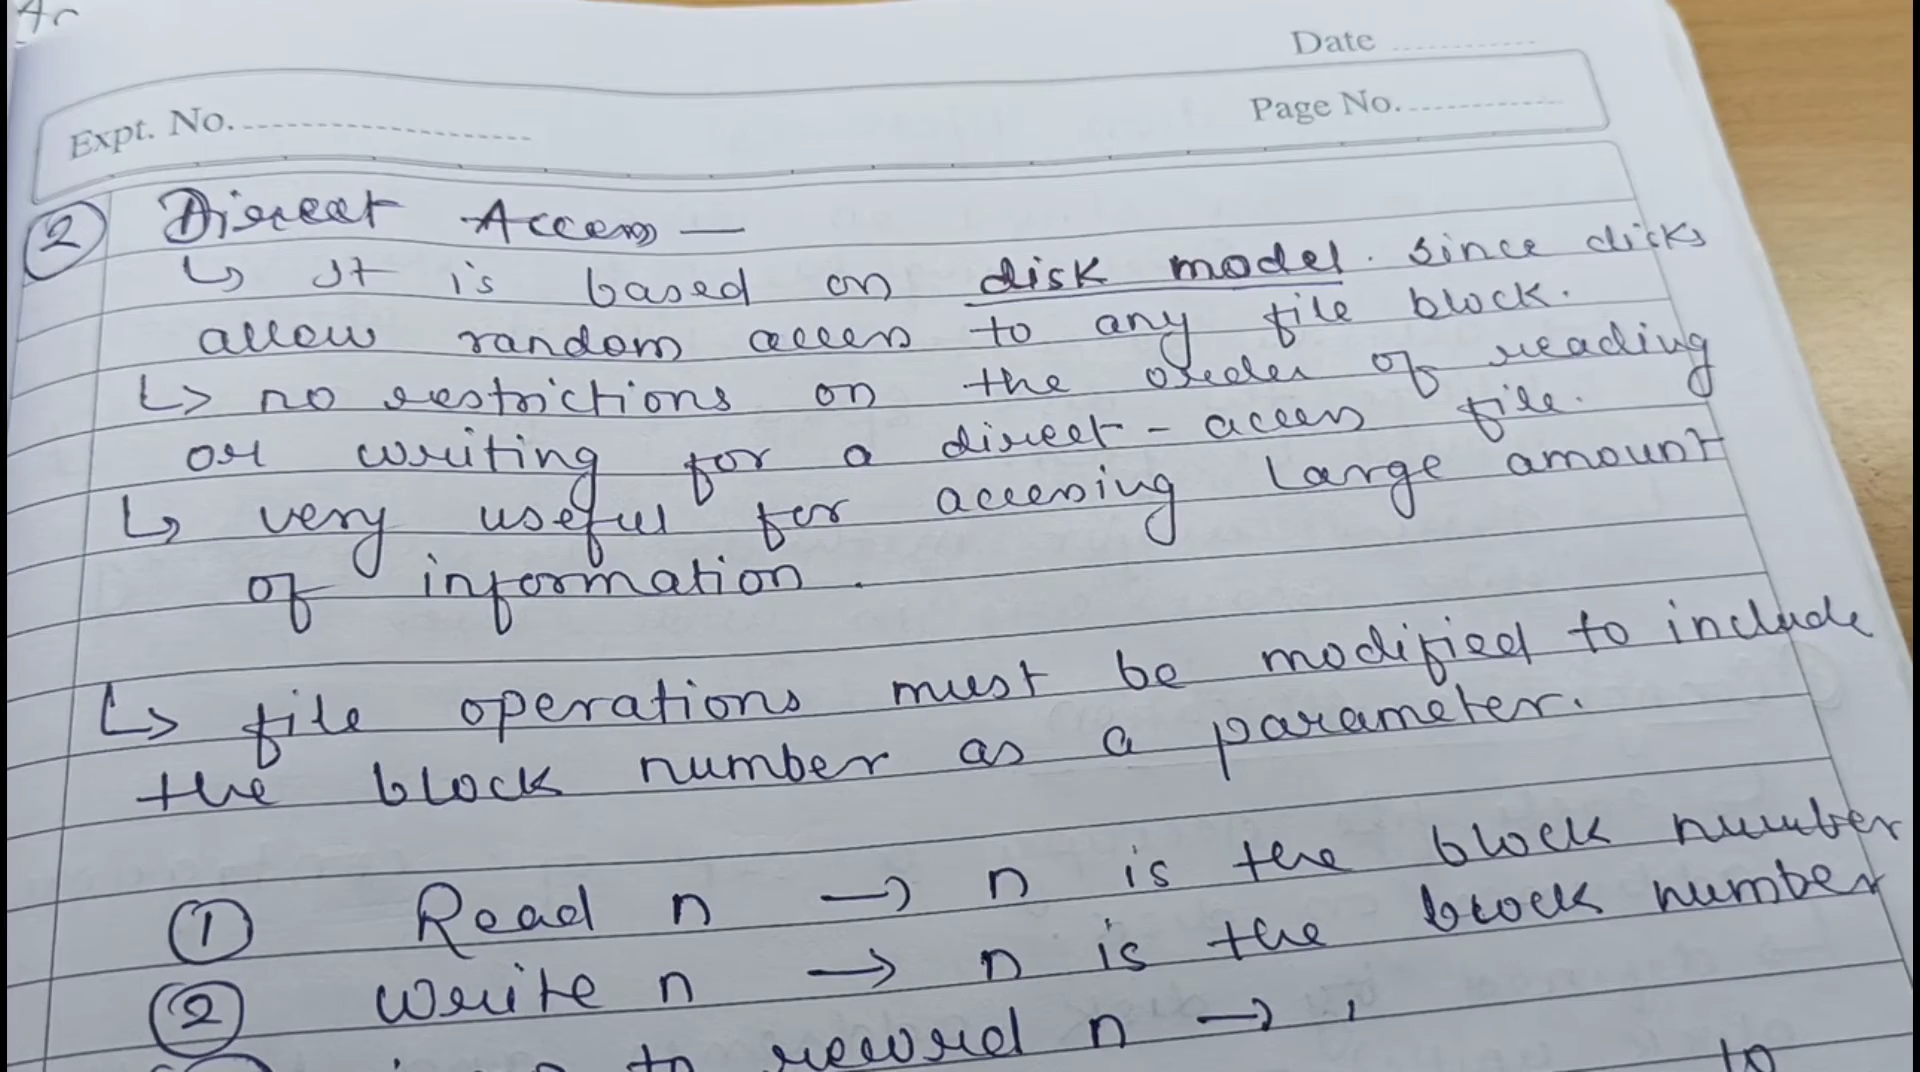 Date
Expt. No.
Page No.
2 Direct Access —
↳ It is based on disk model. since disks
allow random access to any file block.
↳ no restrictions on the order of reading
or writing for a direct-access file.
↳ very useful for accessing large amount
of information.
↳ file operations must be modified to include
the block number as a parameter.
1 Read n → n is the block number
2 Write n → n is the block number
to record n →
to